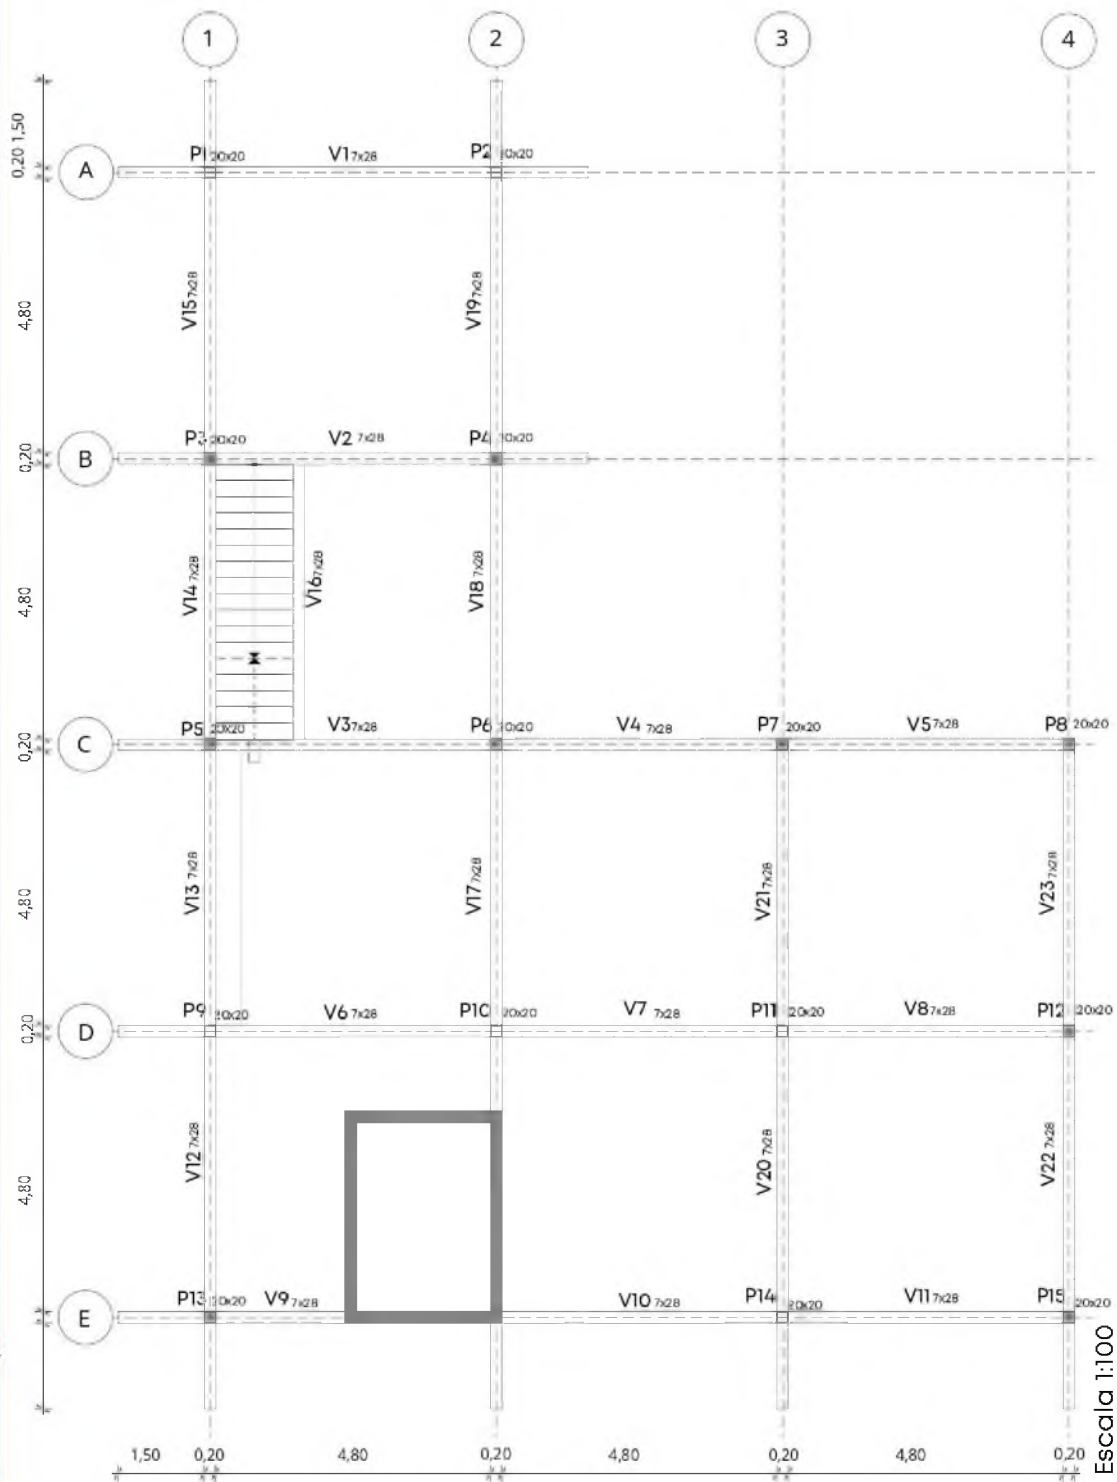 1 2 3 4
0,20 1,50
A
P1 20x20 V1 7x28 P2 20x20
4,80
V15 7x28 V19 7x28
0,20
B
P3 20x20 V2 7x28 P4 20x20
4,80
V14 7x28 V16 7x28 V18 7x28
0,20
C
P5 20x20 V3 7x28 P6 20x20 V4 7x28 P7 20x20 V5 7x28 P8 20x20
4,80
V13 7x28 V17 7x28 V21 7x28 V23 7x28
0,20
D
P9 20x20 V6 7x28 P10 20x20 V7 7x28 P11 20x20 V8 7x28 P12 20x20
4,80
V12 7x28 V20 7x28 V22 7x28
E
P13 20x20 V9 7x28 V10 7x28 P14 20x20 V11 7x28 P15 20x20
1,50 0,20 4,80 0,20 4,80 0,20 4,80 0,20
Escala 1:100